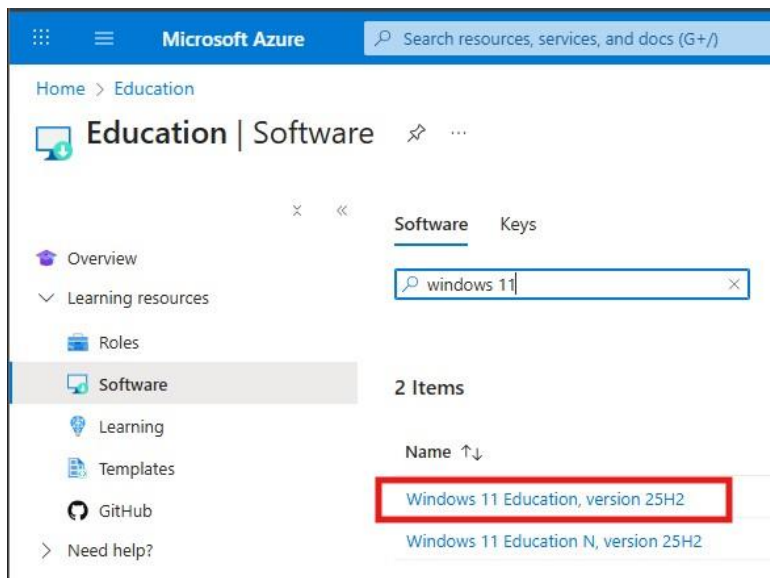 Microsoft Azure
Search resources, services, and docs (G+/)
Home > Education
Education | Software
Software Keys
Overview
windows 11
Learning resources
Roles
Software
2 Items
Learning
Name ↑↓
Templates
Windows 11 Education, version 25H2
GitHub
Windows 11 Education N, version 25H2
Need help?